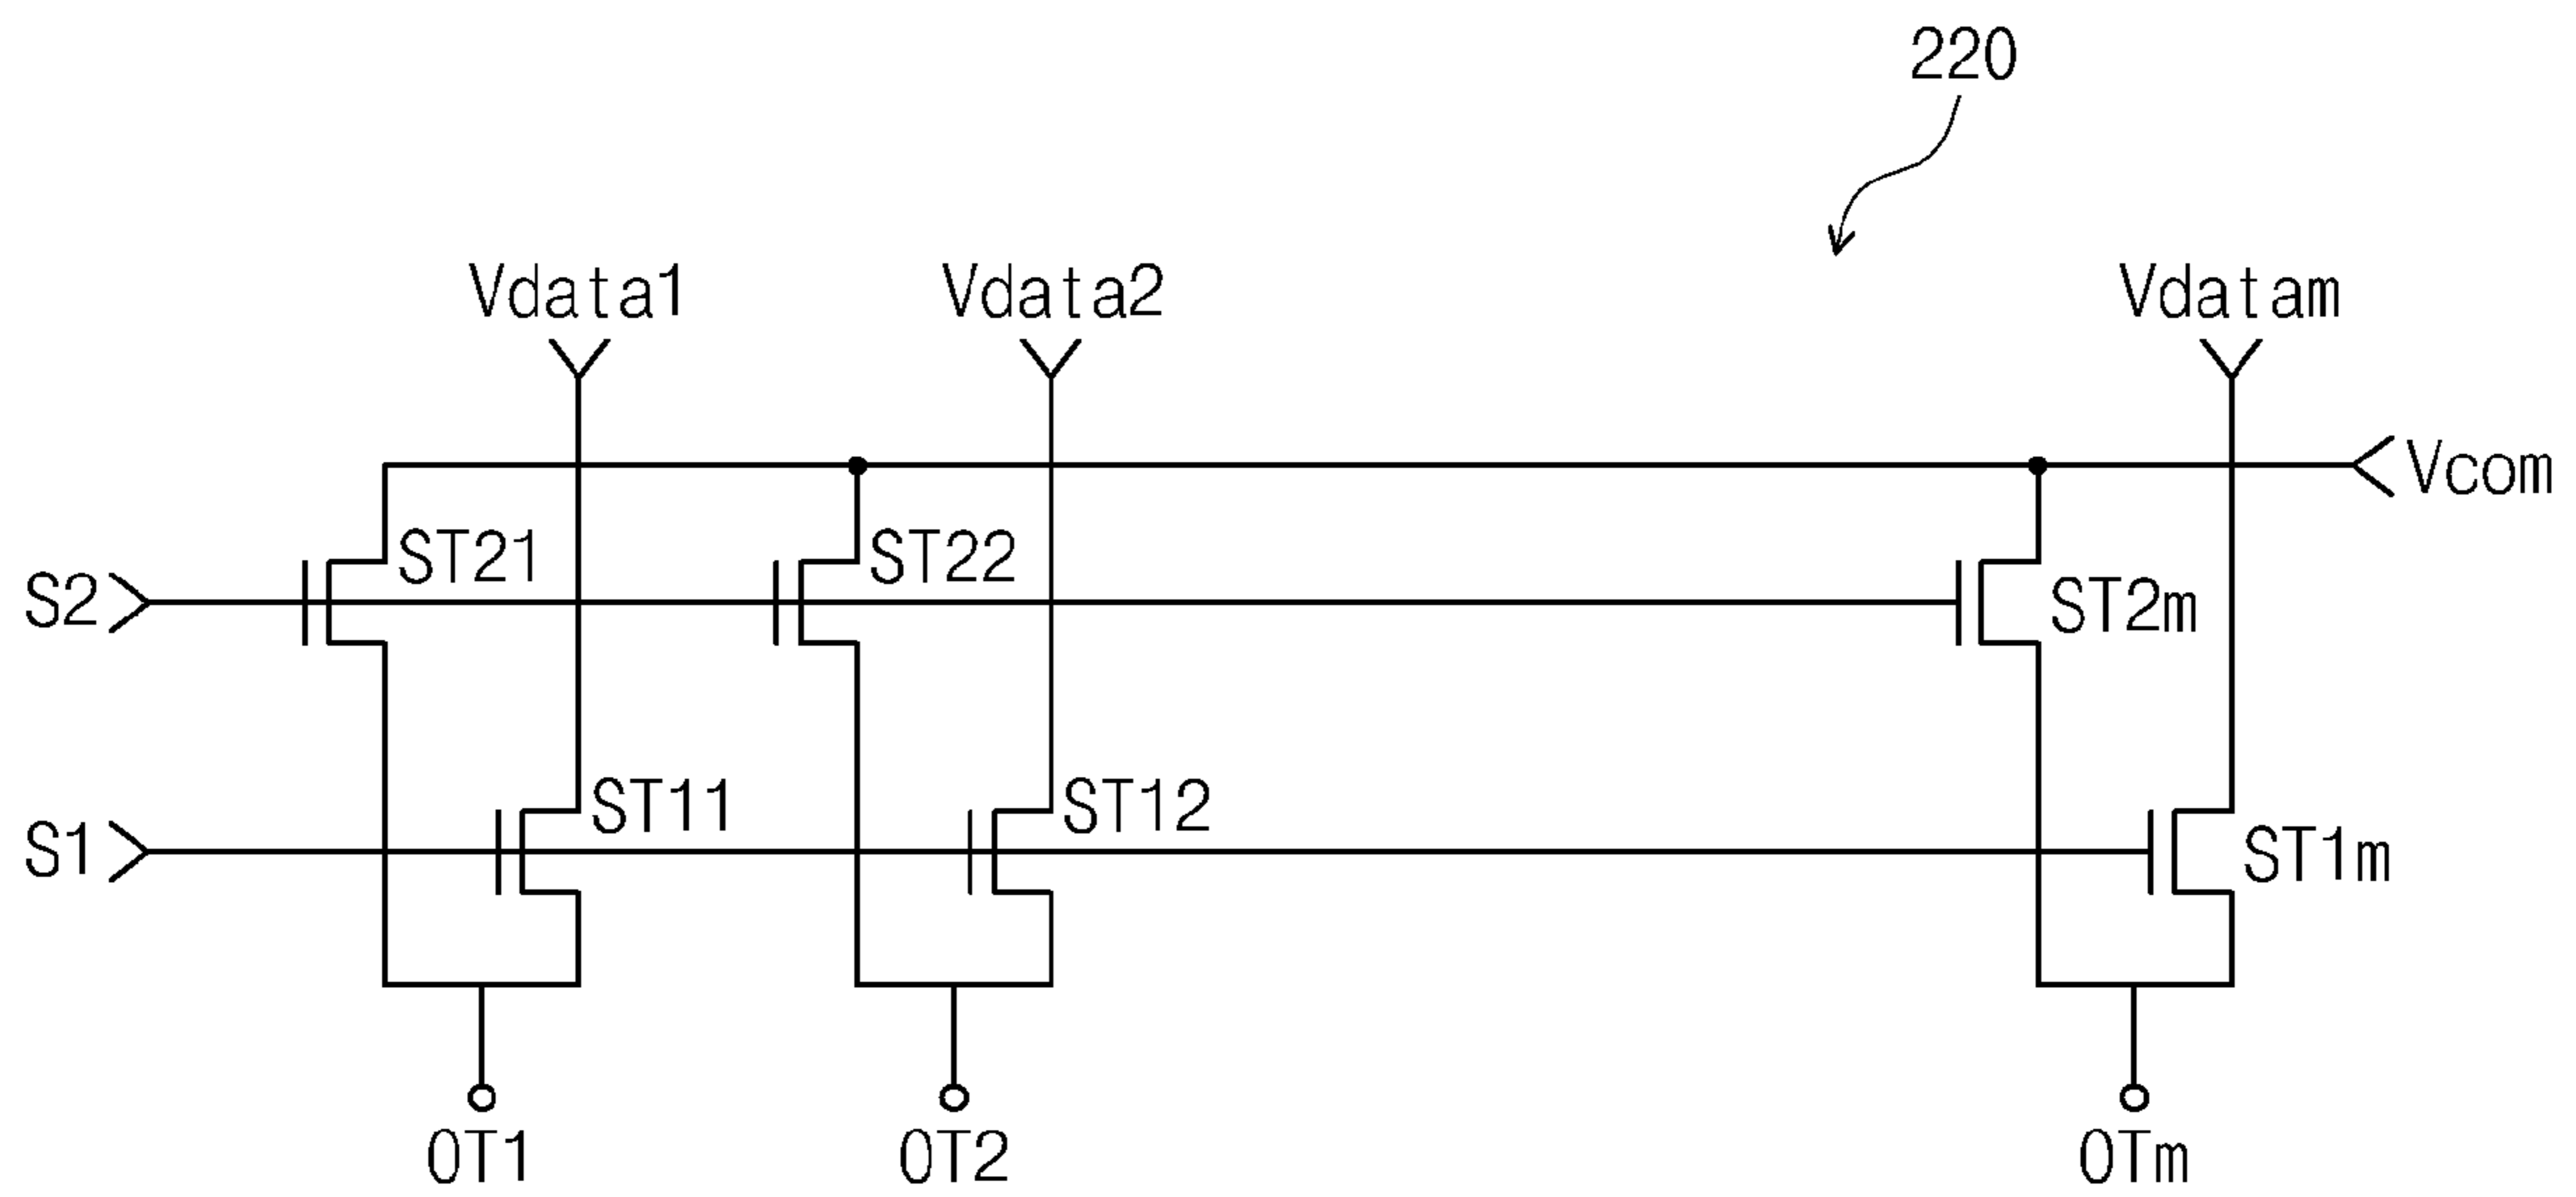 220
Vdata1 Vdata2 Vdatam
Vcom
ST21 ST22
S2 ST2m
ST11 ST12
S1 ST1m
OT1 OT2 OTm